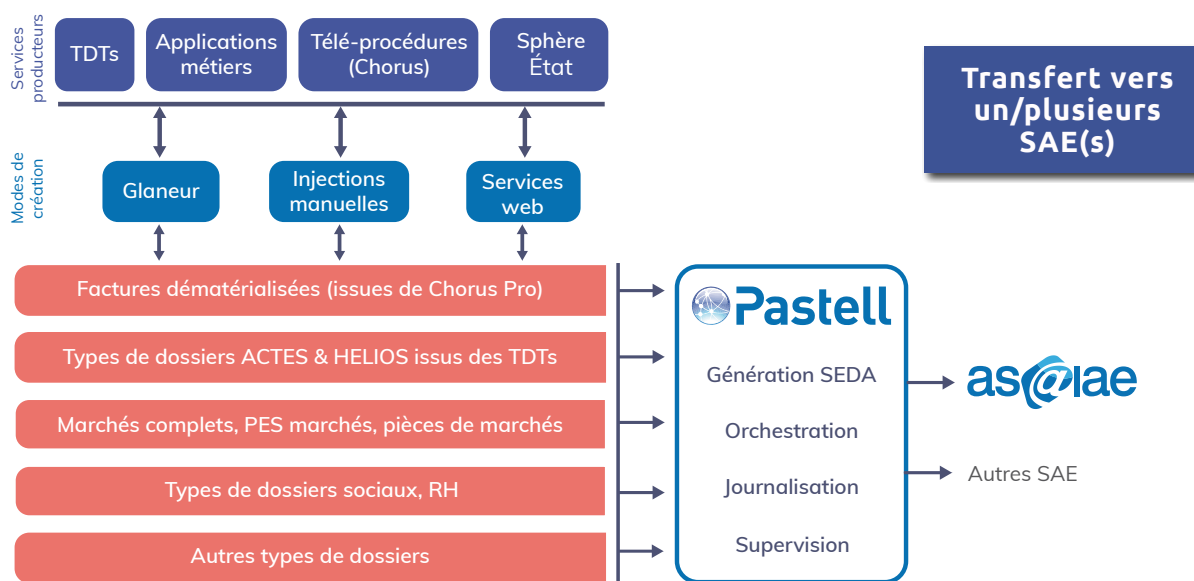 Services
producteurs
TDTs
Applications
métiers
Télé-procédures
(Chorus)
Sphère
État
Transfert vers
un/plusieurs
SAE(s)
Modes de
création
Glaneur
Injections
manuelles
Services
web
Factures dématérialisées (issues de Chorus Pro)
Types de dossiers ACTES & HELIOS issus des TDTs
Marchés complets, PES marchés, pièces de marchés
Types de dossiers sociaux, RH
Autres types de dossiers
Pastell
Génération SEDA
Orchestration
Journalisation
Supervision
as@lae
Autres SAE